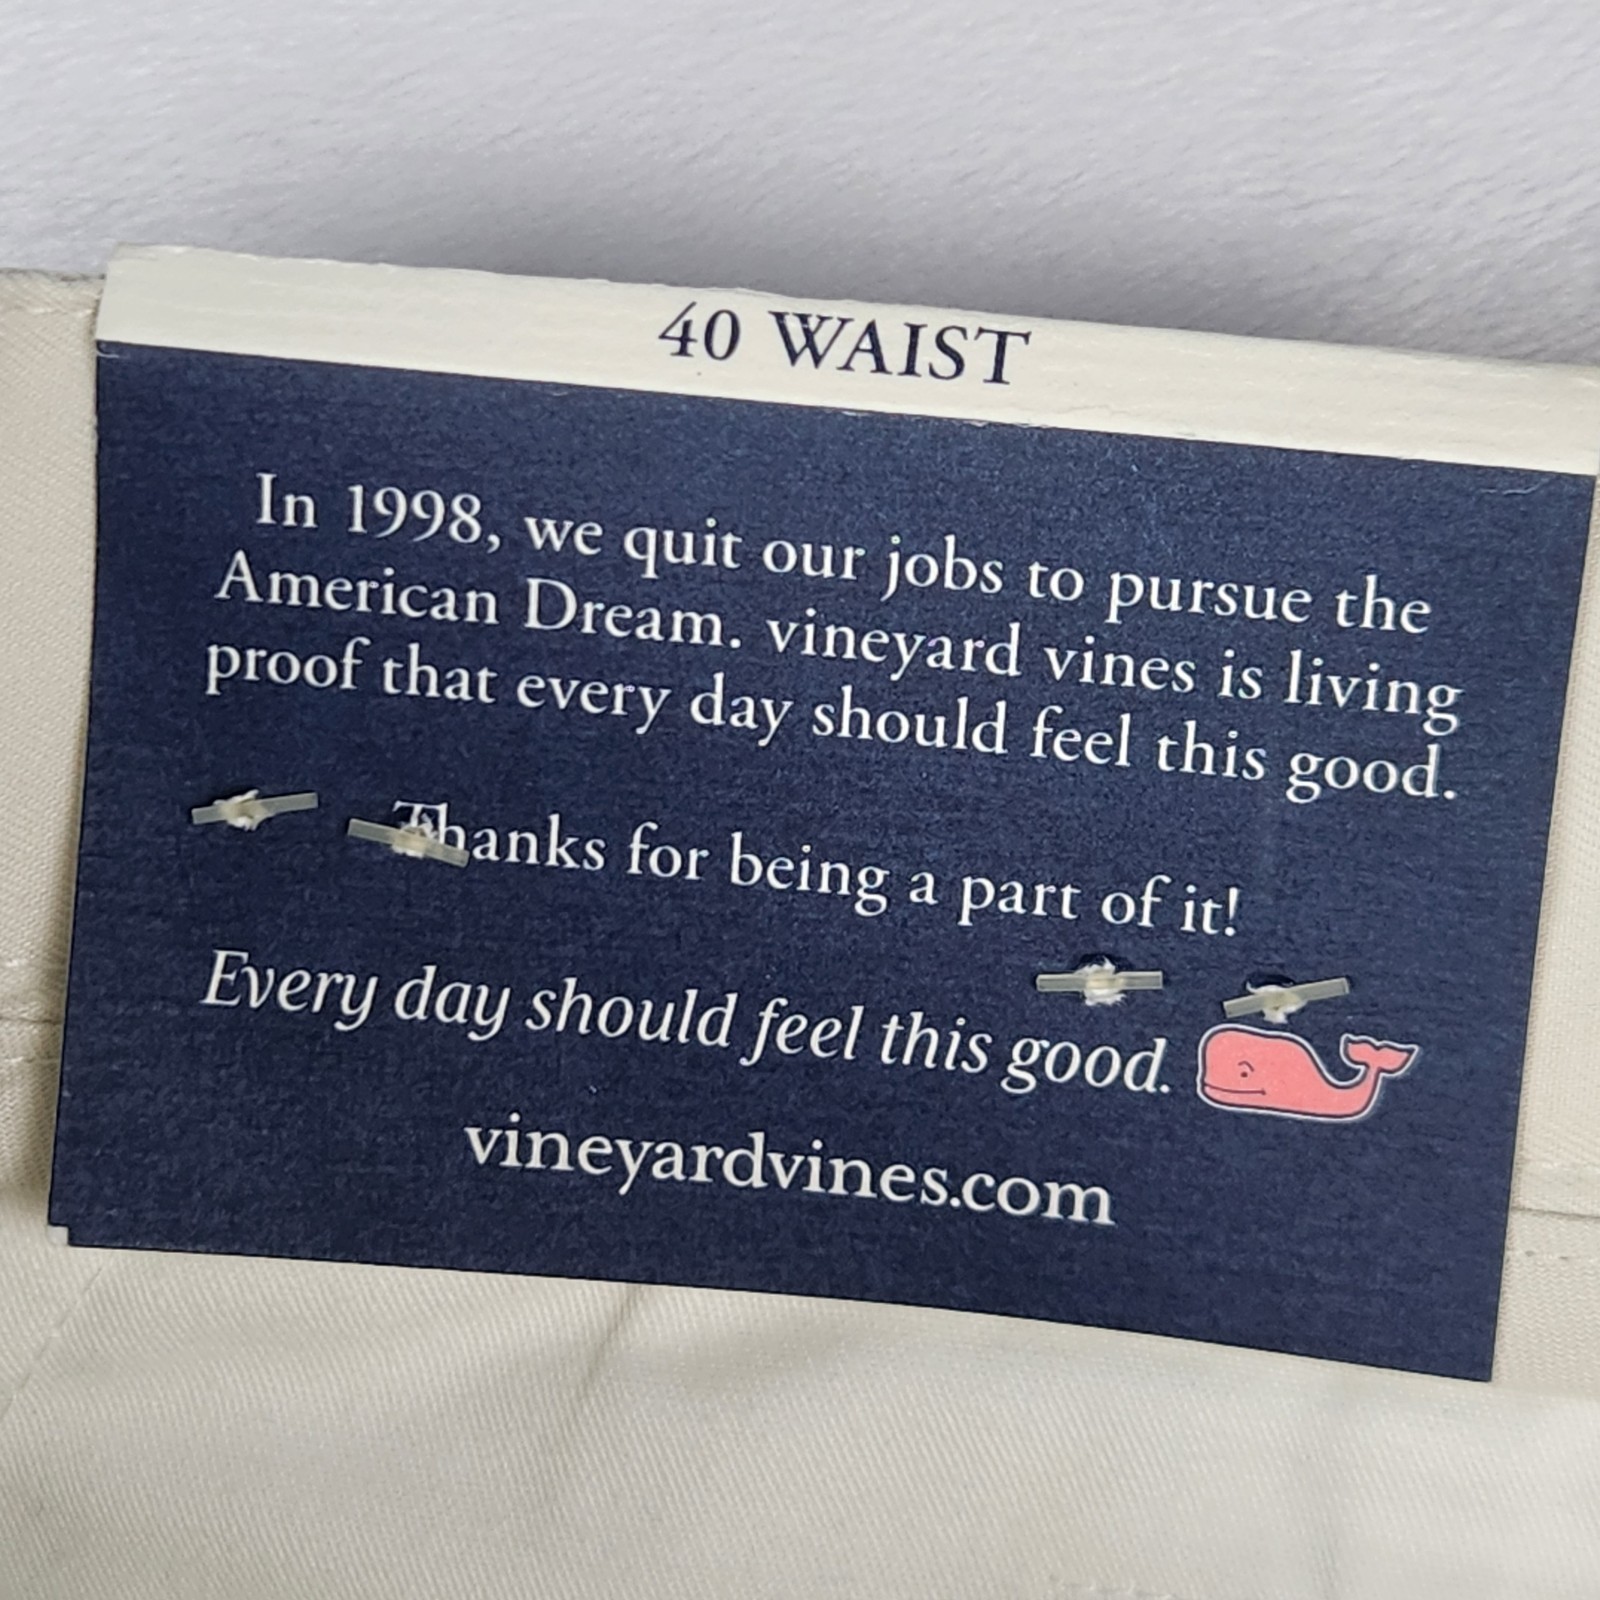 40 WAIST
In 1998, we quit our jobs to pursue the
American Dream. vineyard vines is living
proof that every day should feel this good.
Thanks for being a part of it!
Every day should feel this good.
vineyardvines.com